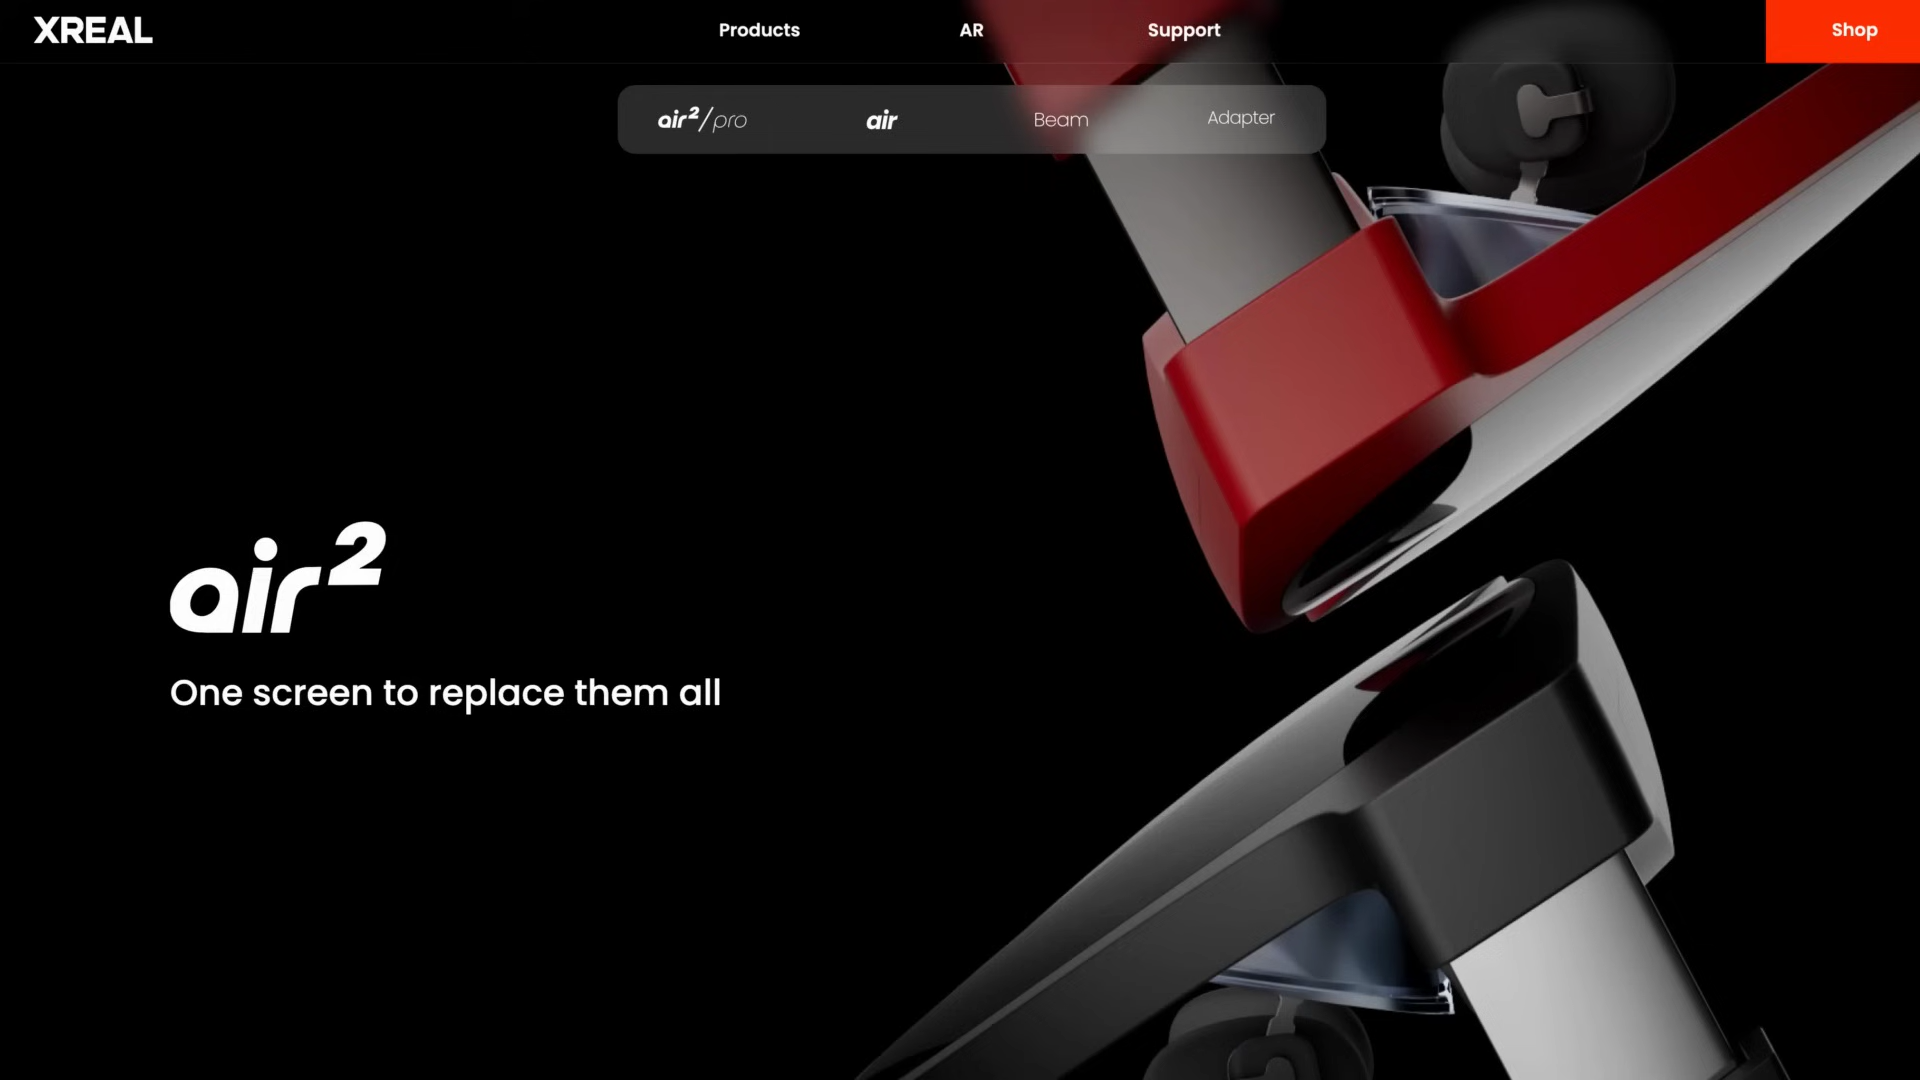 XREAL
Products
AR
Support
Shop
air²/pro
air
Beam
Adapter
air²
One screen to replace them all